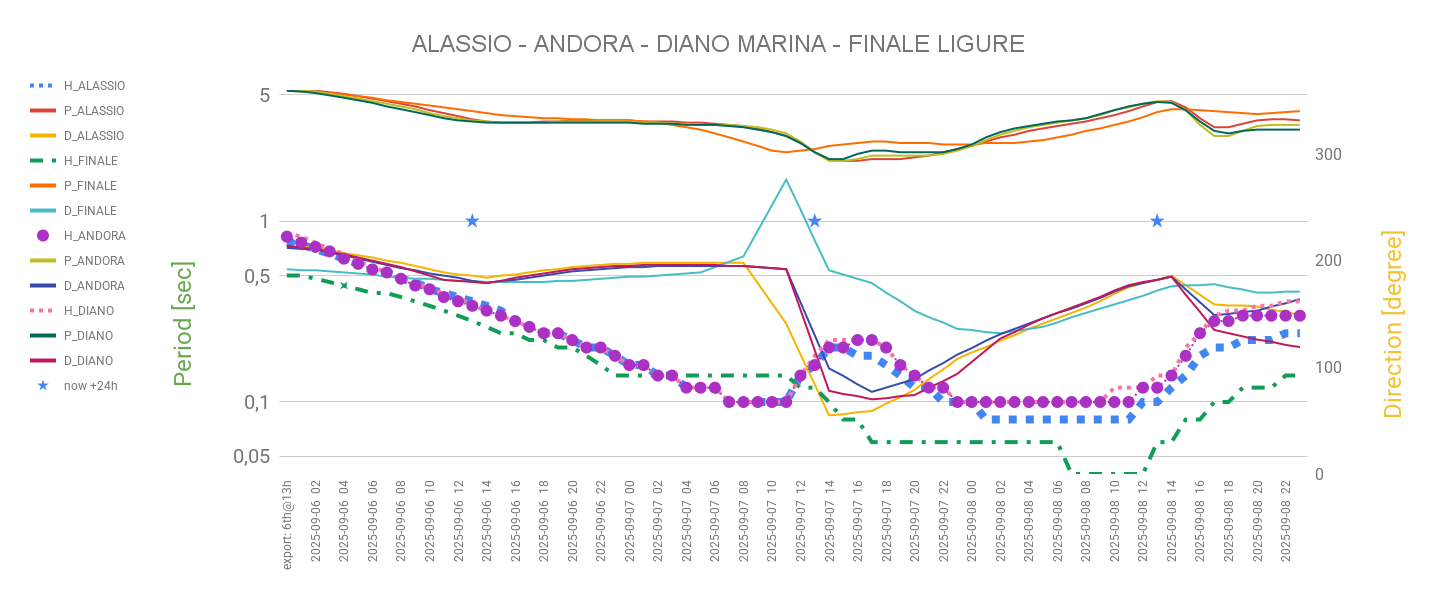 ALASSIO - ANDORA - DIANO MARINA - FINALE LIGURE
H_ALASSIO
P_ALASSIO
D_ALASSIO
H_FINALE
P_FINALE
D_FINALE
H_ANDORA
P_ANDORA
D_ANDORA
H_DIANO
P_DIANO
D_DIANO
now +24h
Period [sec]
5
1
0,5
0,1
0,05
300
200
100
0
Direction [degree]
export: 6th@13h
2025-09-06 02
2025-09-06 04
2025-09-06 06
2025-09-06 08
2025-09-06 10
2025-09-06 12
2025-09-06 14
2025-09-06 16
2025-09-06 18
2025-09-06 20
2025-09-06 22
2025-09-07 00
2025-09-07 02
2025-09-07 04
2025-09-07 06
2025-09-07 08
2025-09-07 10
2025-09-07 12
2025-09-07 14
2025-09-07 16
2025-09-07 18
2025-09-07 20
2025-09-07 22
2025-09-08 00
2025-09-08 02
2025-09-08 04
2025-09-08 06
2025-09-08 08
2025-09-08 10
2025-09-08 12
2025-09-08 14
2025-09-08 16
2025-09-08 18
2025-09-08 20
2025-09-08 22